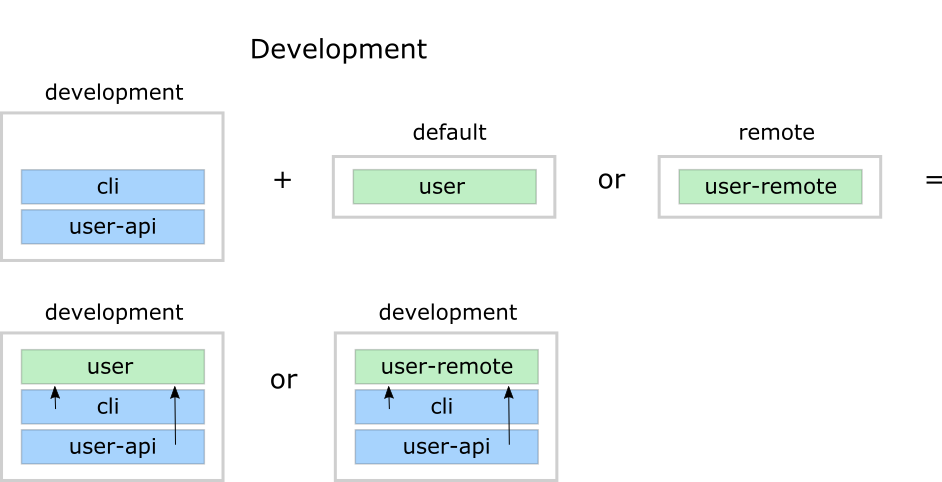 Development
development
default
remote
cli
user-api
+
user
or
user-remote
=
development
development
user
cli
user-api
or
user-remote
cli
user-api